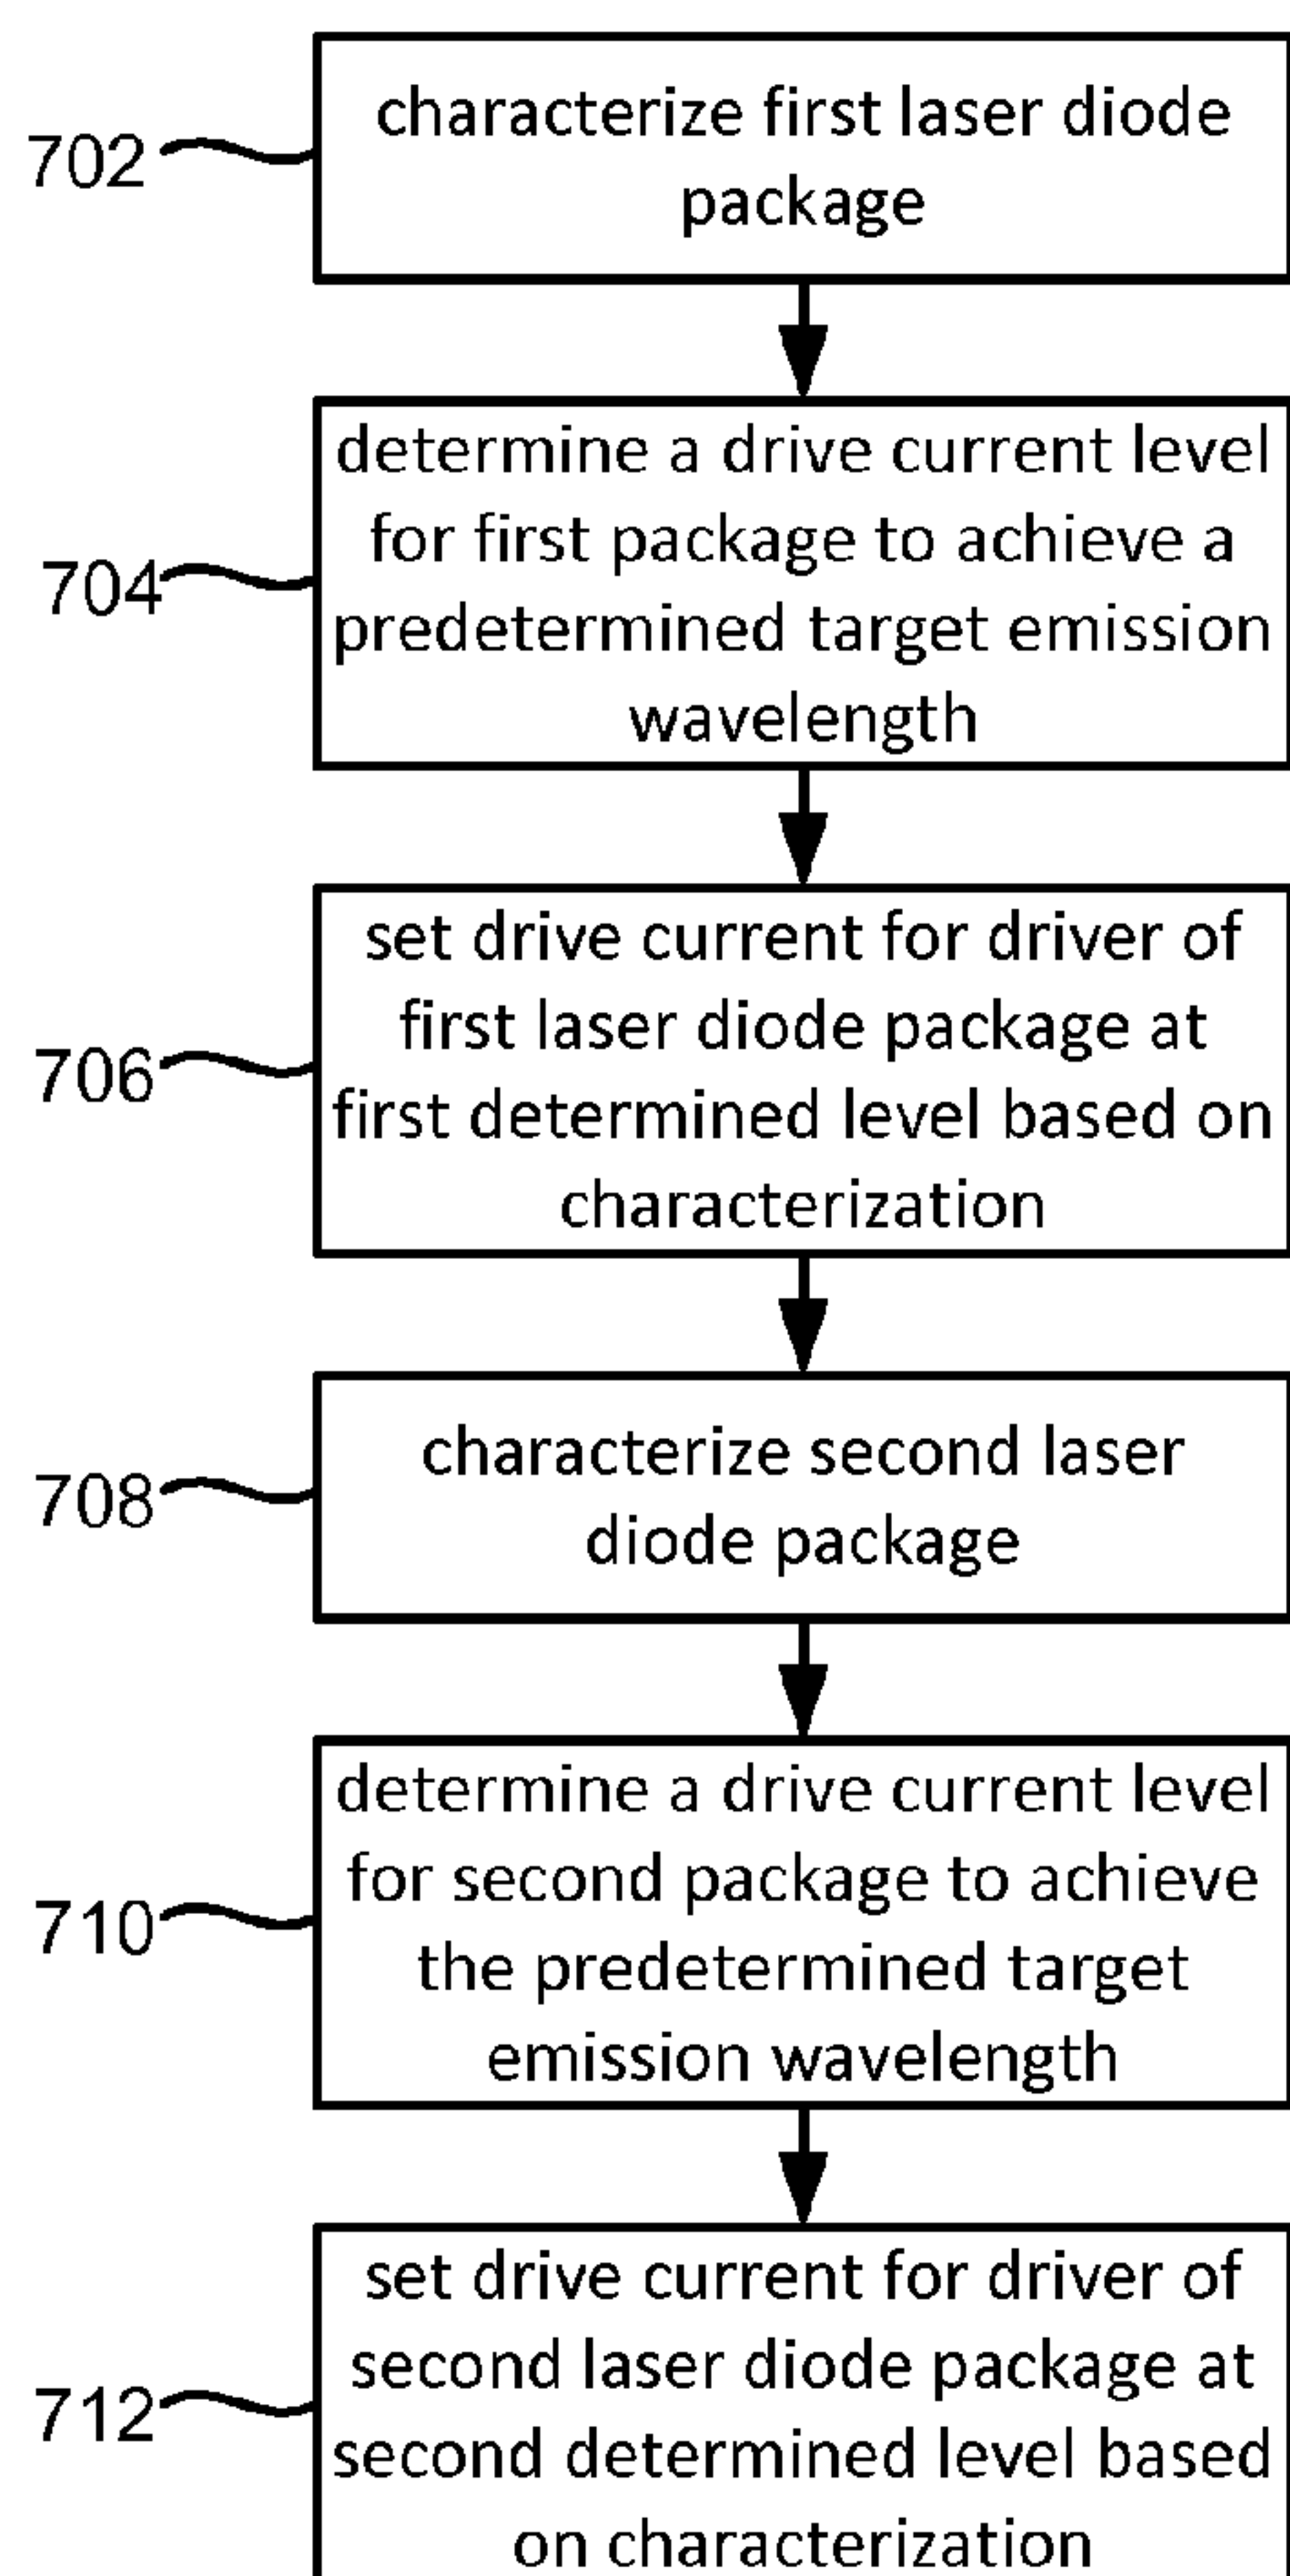 characterize first laser diode
package
702
determine a drive current level
for first package to achieve a
predetermined target emission
wavelength
704
set drive current for driver of
first laser diode package at
first determined level based on
characterization
706
characterize second laser
diode package
708
determine a drive current level
for second package to achieve
the predetermined target
emission wavelength
710
set drive current for driver of
second laser diode package at
second determined level based
on characterization
712